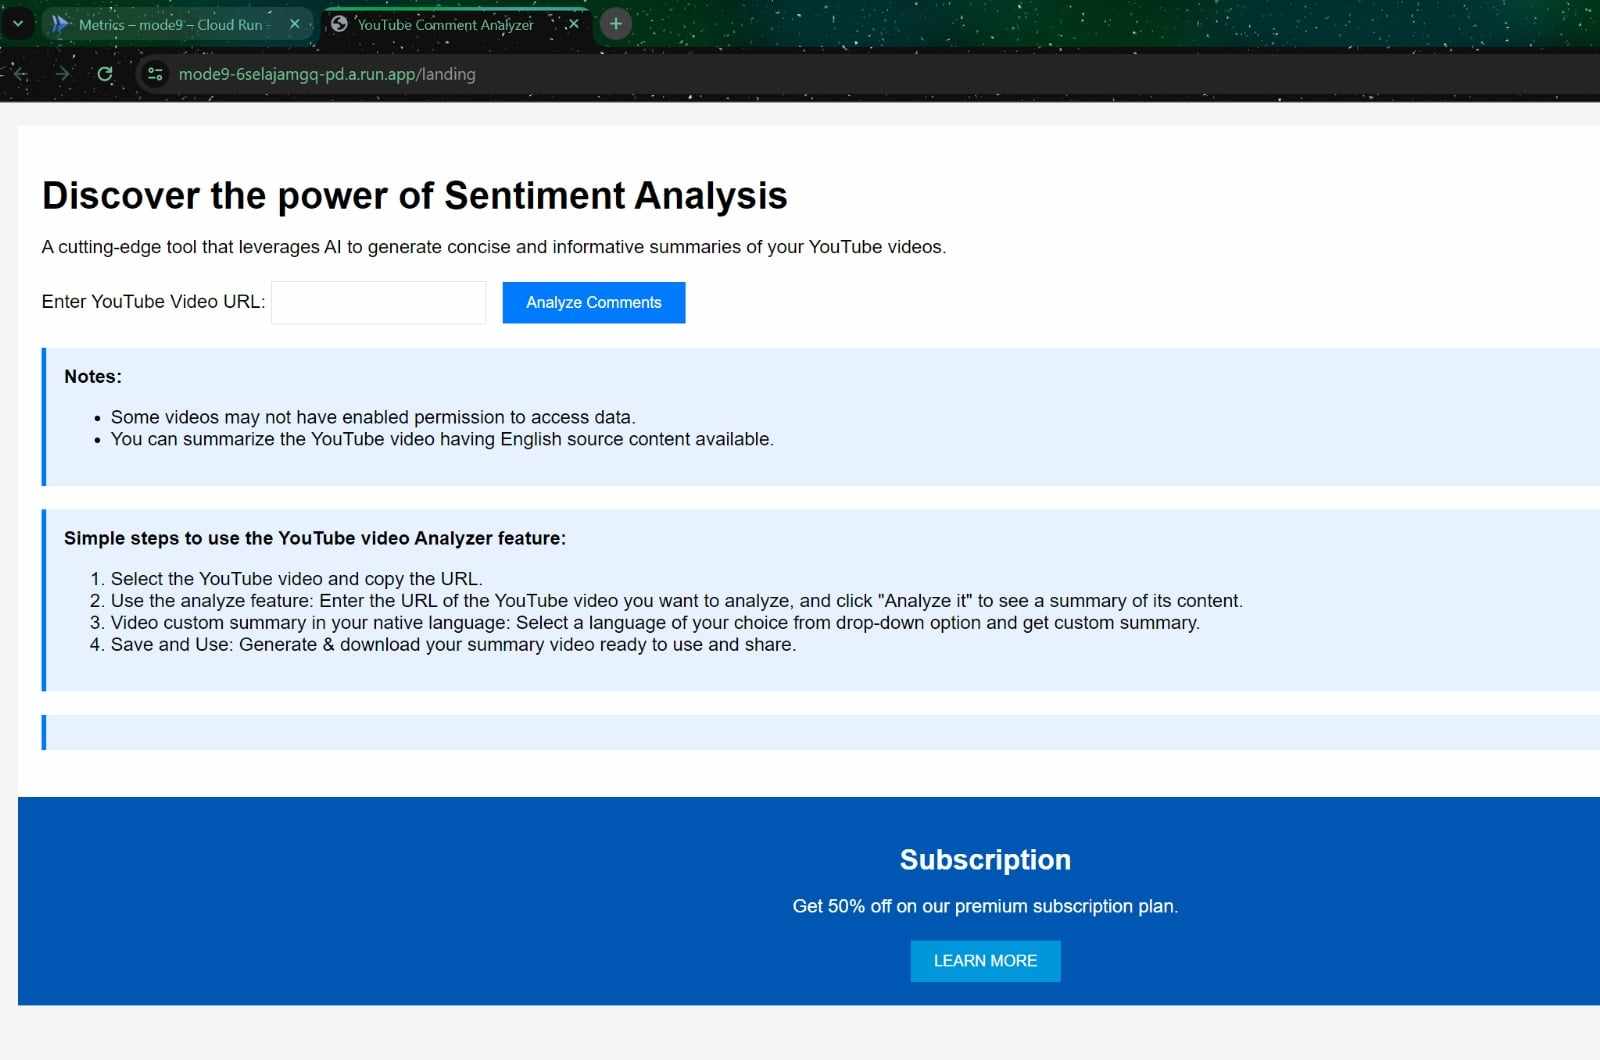 Metrics – mode9 – Cloud Run -
YouTube Comment Analyzer
mode9-6selajamgq-pd.a.run.app/landing
Discover the power of Sentiment Analysis
A cutting-edge tool that leverages AI to generate concise and informative summaries of your YouTube videos.
Enter YouTube Video URL:
Analyze Comments
Notes:
• Some videos may not have enabled permission to access data.
• You can summarize the YouTube video having English source content available.
Simple steps to use the YouTube video Analyzer feature:
1. Select the YouTube video and copy the URL.
2. Use the analyze feature: Enter the URL of the YouTube video you want to analyze, and click "Analyze it" to see a summary of its content.
3. Video custom summary in your native language: Select a language of your choice from drop-down option and get custom summary.
4. Save and Use: Generate & download your summary video ready to use and share.
Subscription
Get 50% off on our premium subscription plan.
LEARN MORE